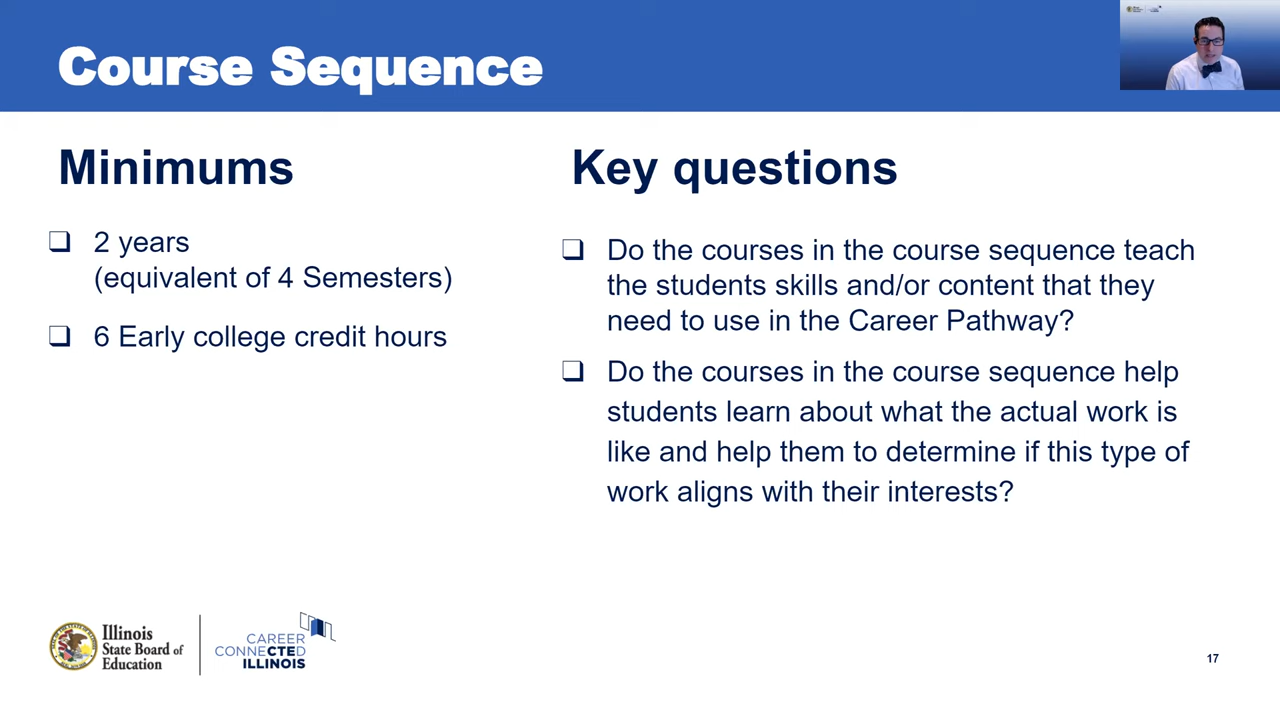 Course Sequence
Minimums
❑ 2 years
(equivalent of 4 Semesters)
❑ 6 Early college credit hours
Key questions
❑ Do the courses in the course sequence teach
the students skills and/or content that they
need to use in the Career Pathway?
❑ Do the courses in the course sequence help
students learn about what the actual work is
like and help them to determine if this type of
work aligns with their interests?
Illinois
State Board of
Education
CAREER
CONNECTED
ILLINOIS
17